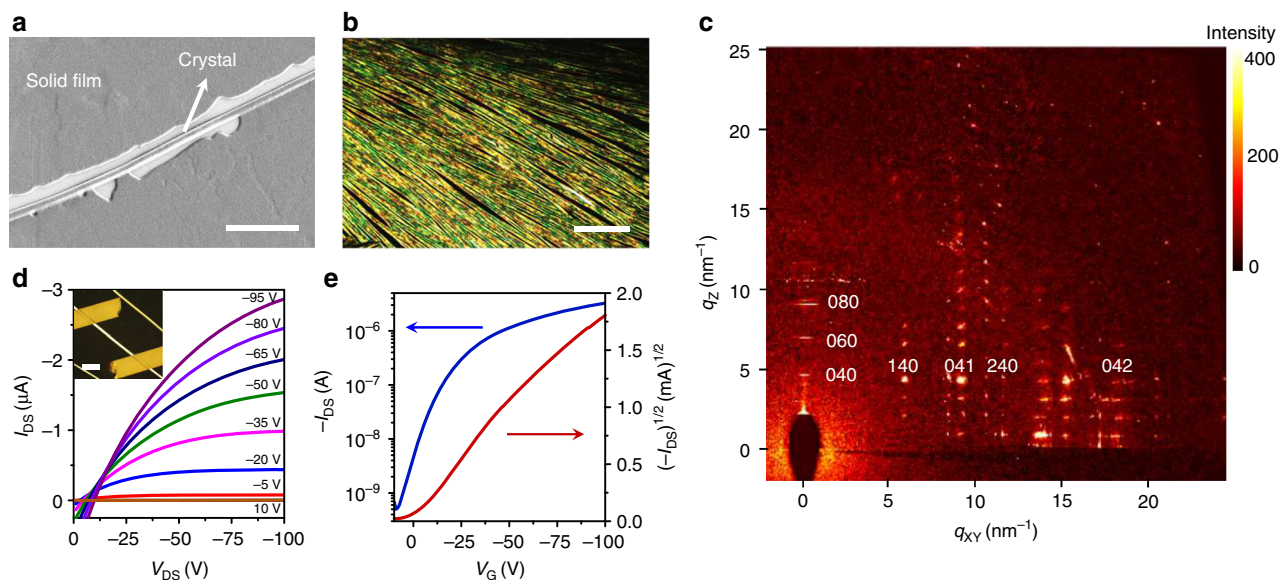 a
Solid film
Crystal
b
c
Intensity
400
200
0
25
20
15
10
5
0
q_Z (nm⁻¹)
080
060
040
140
041
240
042
0
5
10
15
20
q_XY (nm⁻¹)
d
–3
–2
–1
0
I_DS (μA)
–95 V
–80 V
–65 V
–50 V
–35 V
–20 V
–5 V
10 V
0
–25
–50
–75
–100
V_DS (V)
e
10⁻⁶
10⁻⁷
10⁻⁸
10⁻⁹
–I_DS (A)
2.0
1.5
1.0
0.5
0.0
(–I_DS)^1/2 (mA)^1/2
0
–25
–50
–75
–100
V_G (V)